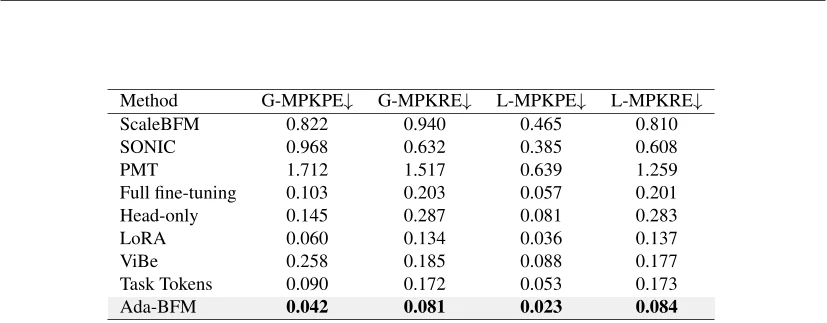 Method G-MPKPE↓ G-MPKRE↓ L-MPKPE↓ L-MPKRE↓
ScaleBFM 0.822 0.940 0.465 0.810
SONIC 0.968 0.632 0.385 0.608
PMT 1.712 1.517 0.639 1.259
Full fine-tuning 0.103 0.203 0.057 0.201
Head-only 0.145 0.287 0.081 0.283
LoRA 0.060 0.134 0.036 0.137
ViBe 0.258 0.185 0.088 0.177
Task Tokens 0.090 0.172 0.053 0.173
Ada-BFM 0.042 0.081 0.023 0.084